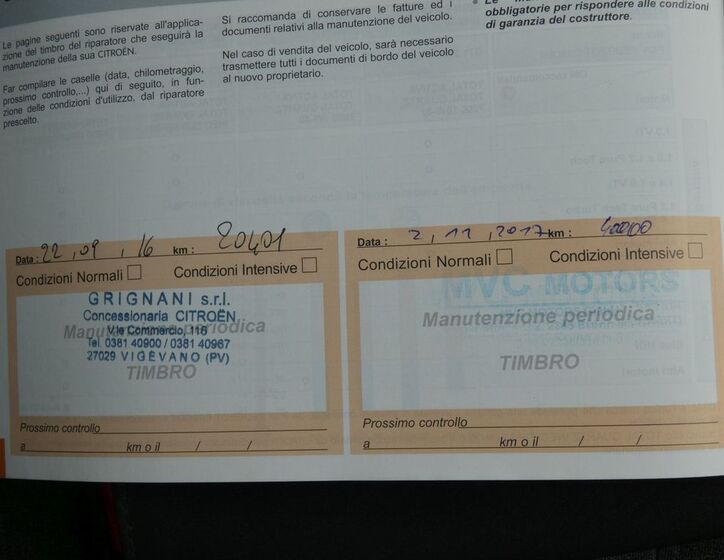 Le pagine seguenti sono riservate all'applica-
zione del timbro del riparatore che eseguirà la
manutenzione della sua CITROËN.
Far compilare le caselle (data, chilometraggio,
prossimo controllo,...) qui di seguito, in fun-
zione delle condizioni d'utilizzo, dal riparatore
prescelto.
Si raccomanda di conservare le fatture ed i
documenti relativi alla manutenzione del veicolo.
Nel caso di vendita del veicolo, sarà necessario
trasmettere tutti i documenti di bordo del veicolo
al nuovo proprietario.
obbligatorie per rispondere alle condizioni
di garanzia del costruttore.
Data : 22, 09, 16 km : 20401
Condizioni Normali Condizioni Intensive
GRIGNANI s.r.l.
Concessionaria CITROËN
V.le Commercio, 116
Tel. 0381 40900 / 0381 40967
27029 VIGEVANO (PV)
Manutenzione periodica
TIMBRO
Prossimo controllo
a km o il / /
Data : 2, 11, 2017 km : 40000
Condizioni Normali Condizioni Intensive
MVC MOTORS
Manutenzione periodica
TIMBRO
Prossimo controllo
a km o il / /